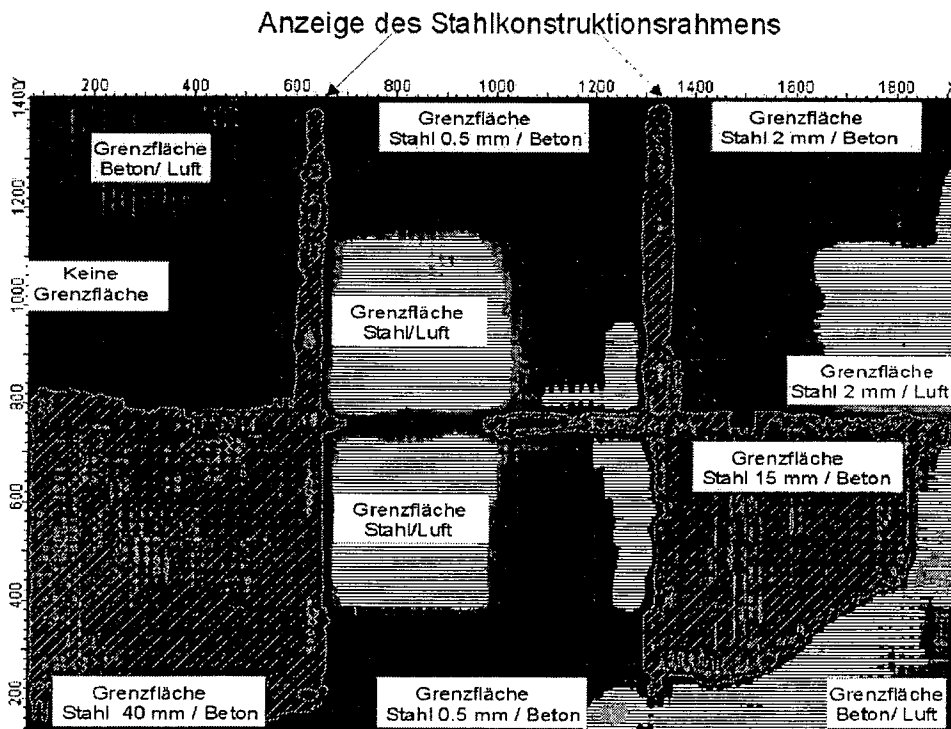 Anzeige des Stahlkonstruktionsrahmens
200 400 600 800 1000 1200 1400 1600 1800
1400Y
1200
1000
800
600
400
200
Grenzfläche
Beton/ Luft
Grenzfläche
Stahl 0.5 mm / Beton
Grenzfläche
Stahl 2 mm / Beton
Keine
Grenzfläche
Grenzfläche
Stahl/Luft
Grenzfläche
Stahl 2 mm / Luft
Grenzfläche
Stahl/Luft
Grenzfläche
Stahl 15 mm / Beton
Grenzfläche
Stahl 40 mm / Beton
Grenzfläche
Stahl 0.5 mm / Beton
Grenzfläche
Beton/ Luft